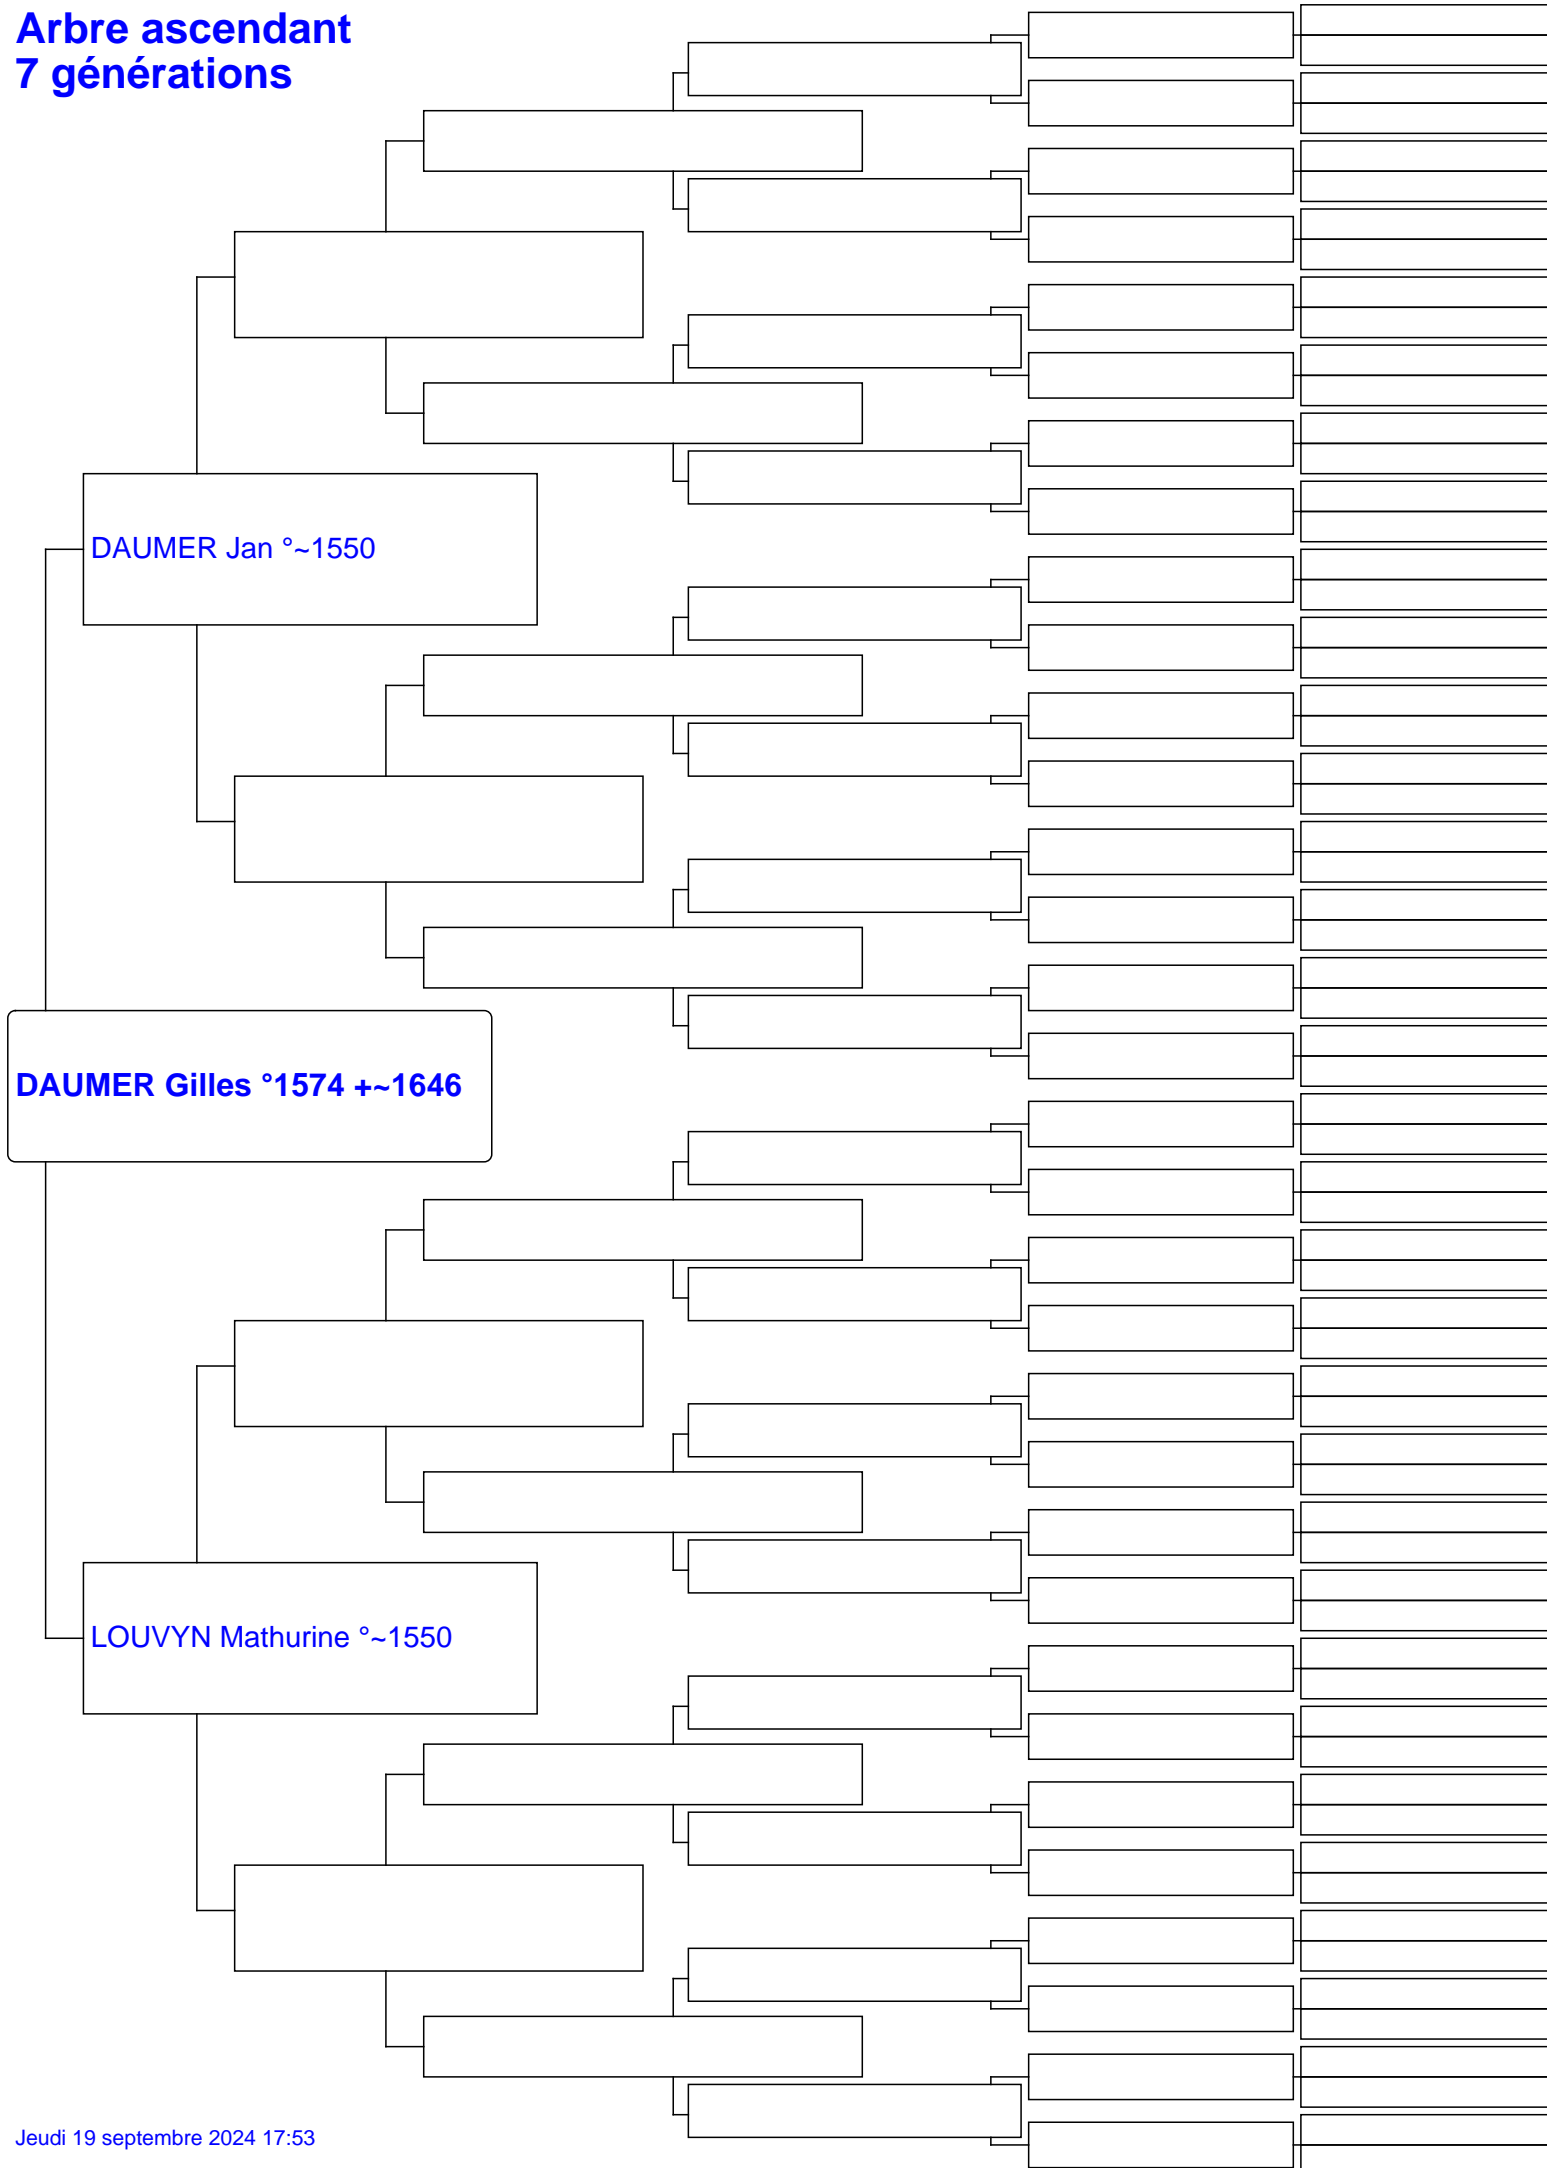 Arbre ascendant
7 générations
DAUMER Jan °~1550
DAUMER Gilles °1574 +~1646
LOUVYN Mathurine °~1550
Jeudi 19 septembre 2024 17:53